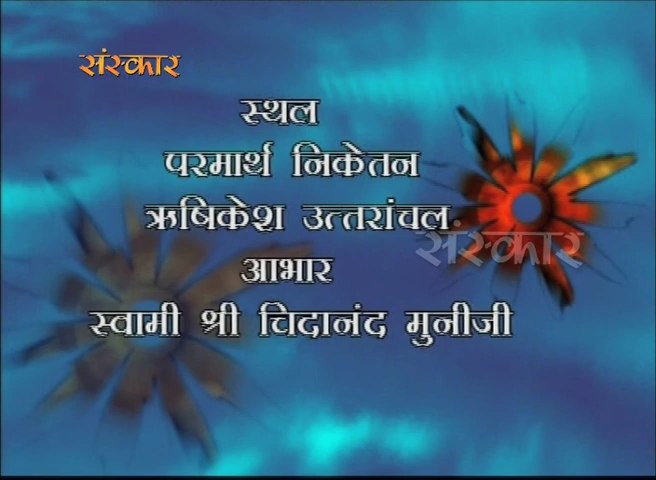 संस्कार
स्थल
परमार्थ निकेतन
ऋषिकेश उत्तरांचल
संस्कार
आभार
स्वामी श्री चिदानंद मुनीजी